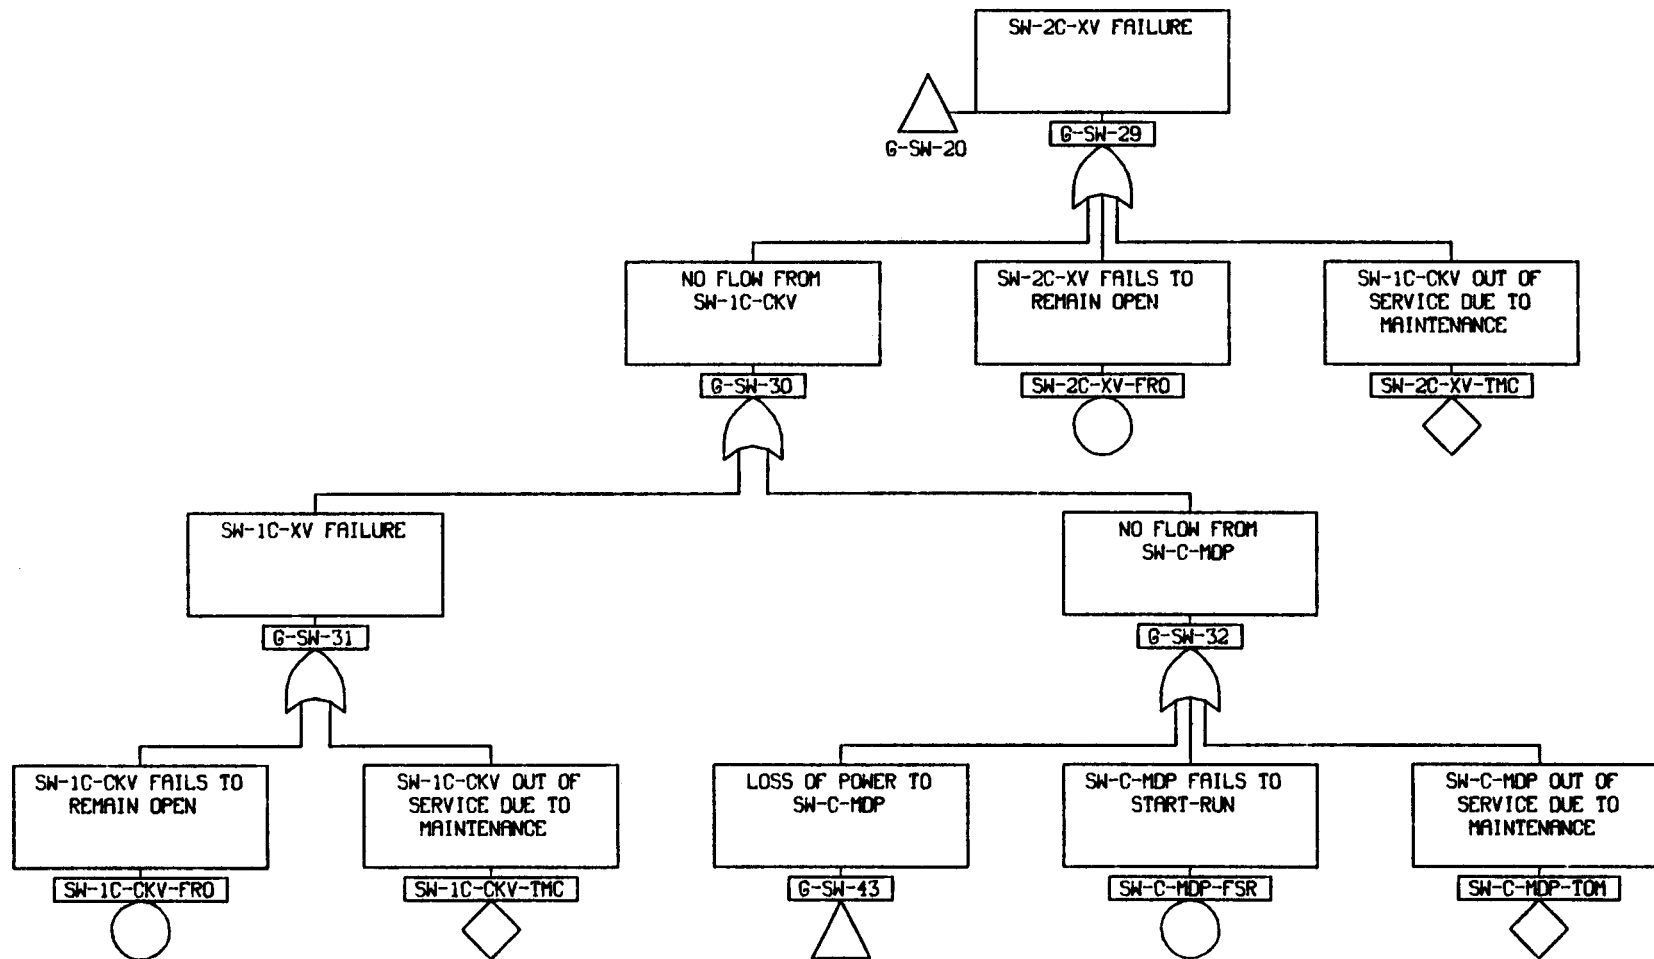 SW-2C-XV FAILURE
G-SW-20
G-SW-29
NO FLOW FROM
SW-1C-CKV
SW-2C-XV FAILS TO
REMAIN OPEN
SW-1C-CKV OUT OF
SERVICE DUE TO
MAINTENANCE
G-SW-30
SW-2C-XV-FRO
SW-2C-XV-TMC
SW-1C-XV FAILURE
NO FLOW FROM
SW-C-MDP
G-SW-31
G-SW-32
SW-1C-CKV FAILS TO
REMAIN OPEN
SW-1C-CKV OUT OF
SERVICE DUE TO
MAINTENANCE
LOSS OF POWER TO
SW-C-MDP
SW-C-MDP FAILS TO
START-RUN
SW-C-MDP OUT OF
SERVICE DUE TO
MAINTENANCE
SW-1C-CKV-FRO
SW-1C-CKV-TMC
G-SW-43
SW-C-MDP-FSR
SW-C-MDP-TOM